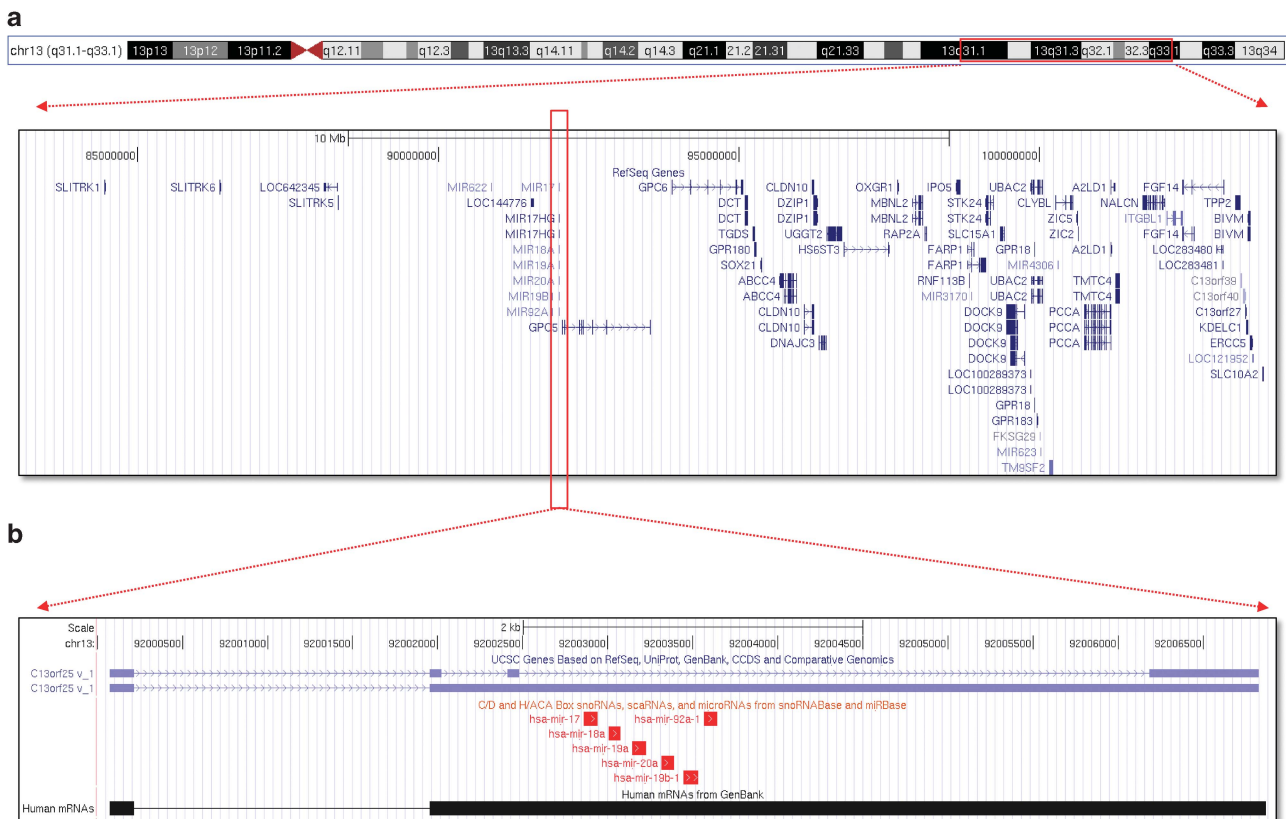 a
chr13 (q31.1-q33.1) 13p13 13p12 13p11.2 q12.11 q12.3 13q13.3 q14.11 q14.2 q14.3 q21.1 21.2 21.31 q21.33 13q31.1 13q31.3 q32.1 32.3 q33.1 q33.3 13q34
10 Mb
85000000 90000000 95000000 100000000
RefSeq Genes
SLITRK1 SLITRK6 LOC642345 MIR622 MIR17 GPC6 CLDN10 OXGR1 IPO5 UBAC2 A2LD1 FGF14
SLITRK5 LOC144776 DCT DZIP1 MBNL2 STK24 CLYBL NALCN TPP2
MIR17HG DCT DZIP1 MBNL2 STK24 ZIC5 ITGBL1 BIVM
MIR17HG TGDS UGGT2 RAP2A SLC15A1 ZIC2 FGF14 BIVM
MIR18A GPR180 HS6ST3 FARP1 GPR18 A2LD1 LOC283480
MIR19A SOX21 FARP1 MIR4306 LOC283481
MIR20A ABCC4 RNF113B UBAC2 TMTC4 C13orf39
MIR19B1 ABCC4 MIR3170 UBAC2 TMTC4 C13orf40
MIR92A1 CLDN10 DOCK9 PCCA C13orf27
GPC5 CLDN10 DOCK9 PCCA KDELC1
DNAJC3 DOCK9 PCCA ERCC5
DOCK9 LOC121952
LOC100289373 SLC10A2
LOC100289373
GPR18
GPR183
FKSG29
MIR623
TM9SF2
b
Scale 2 kb
chr13: 92000500 92001000 92001500 92002000 92002500 92003000 92003500 92004000 92004500 92005000 92005500 92006000 92006500
UCSC Genes Based on RefSeq, UniProt, GenBank, CCDS and Comparative Genomics
C13orf25 v_1
C13orf25 v_1
C/D and H/ACA Box snoRNAs, scaRNAs, and microRNAs from snoRNABase and miRBase
hsa-mir-17 hsa-mir-92a-1
hsa-mir-18a
hsa-mir-19a
hsa-mir-20a
hsa-mir-19b-1
Human mRNAs from GenBank
Human mRNAs